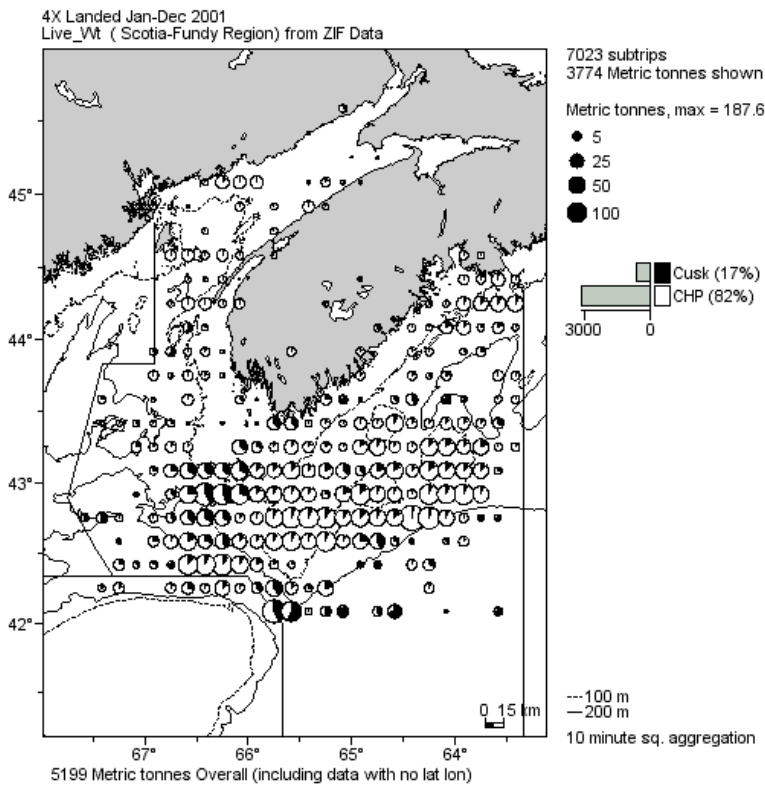 4X Landed Jan-Dec 2001
Live_Wt ( Scotia-Fundy Region) from ZIF Data
7023 subtrips
3774 Metric tonnes shown
Metric tonnes, max = 187.6
5
25
50
100
45°
Cusk (17%)
CHP (82%)
3000 0
44°
43°
42°
0 15 km
---100 m
—200 m
10 minute sq. aggregation
67° 66° 65° 64°
5199 Metric tonnes Overall (including data with no lat lon)